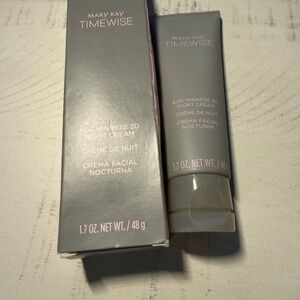 MARY KAY
TIMEWISE
AGE MINIMIZE 3D
NIGHT CREAM
CRÈME DE NUIT
CREMA FACIAL
NOCTURNA
1.7 OZ. NET WT. / 48 g
MARY KAY
TIMEWISE
AGE MINIMIZE 3D
NIGHT CREAM
CRÈME DE NUIT
CREMA FACIAL
NOCTURNA
1.7 OZ. NET WT. /